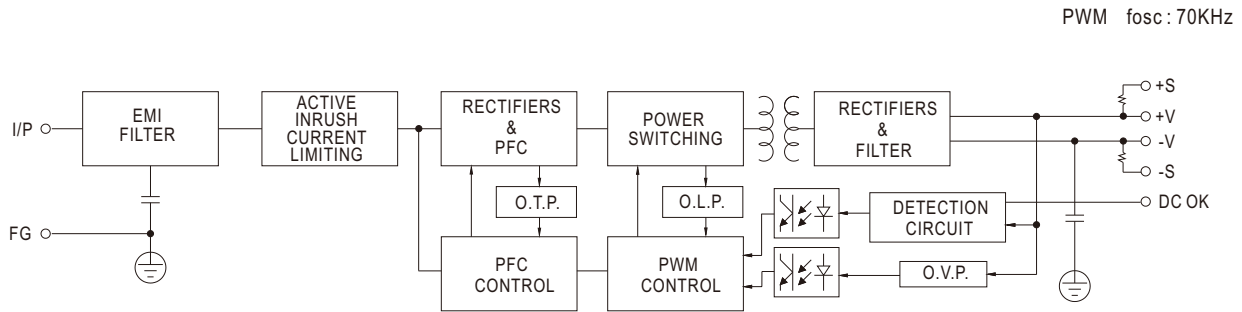 PWM fosc : 70KHz
I/P
EMI
FILTER
ACTIVE
INRUSH
CURRENT
LIMITING
RECTIFIERS
&
PFC
POWER
SWITCHING
RECTIFIERS
&
FILTER
+S
+V
-V
-S
DC OK
O.T.P.
O.L.P.
DETECTION
CIRCUIT
FG
PFC
CONTROL
PWM
CONTROL
O.V.P.